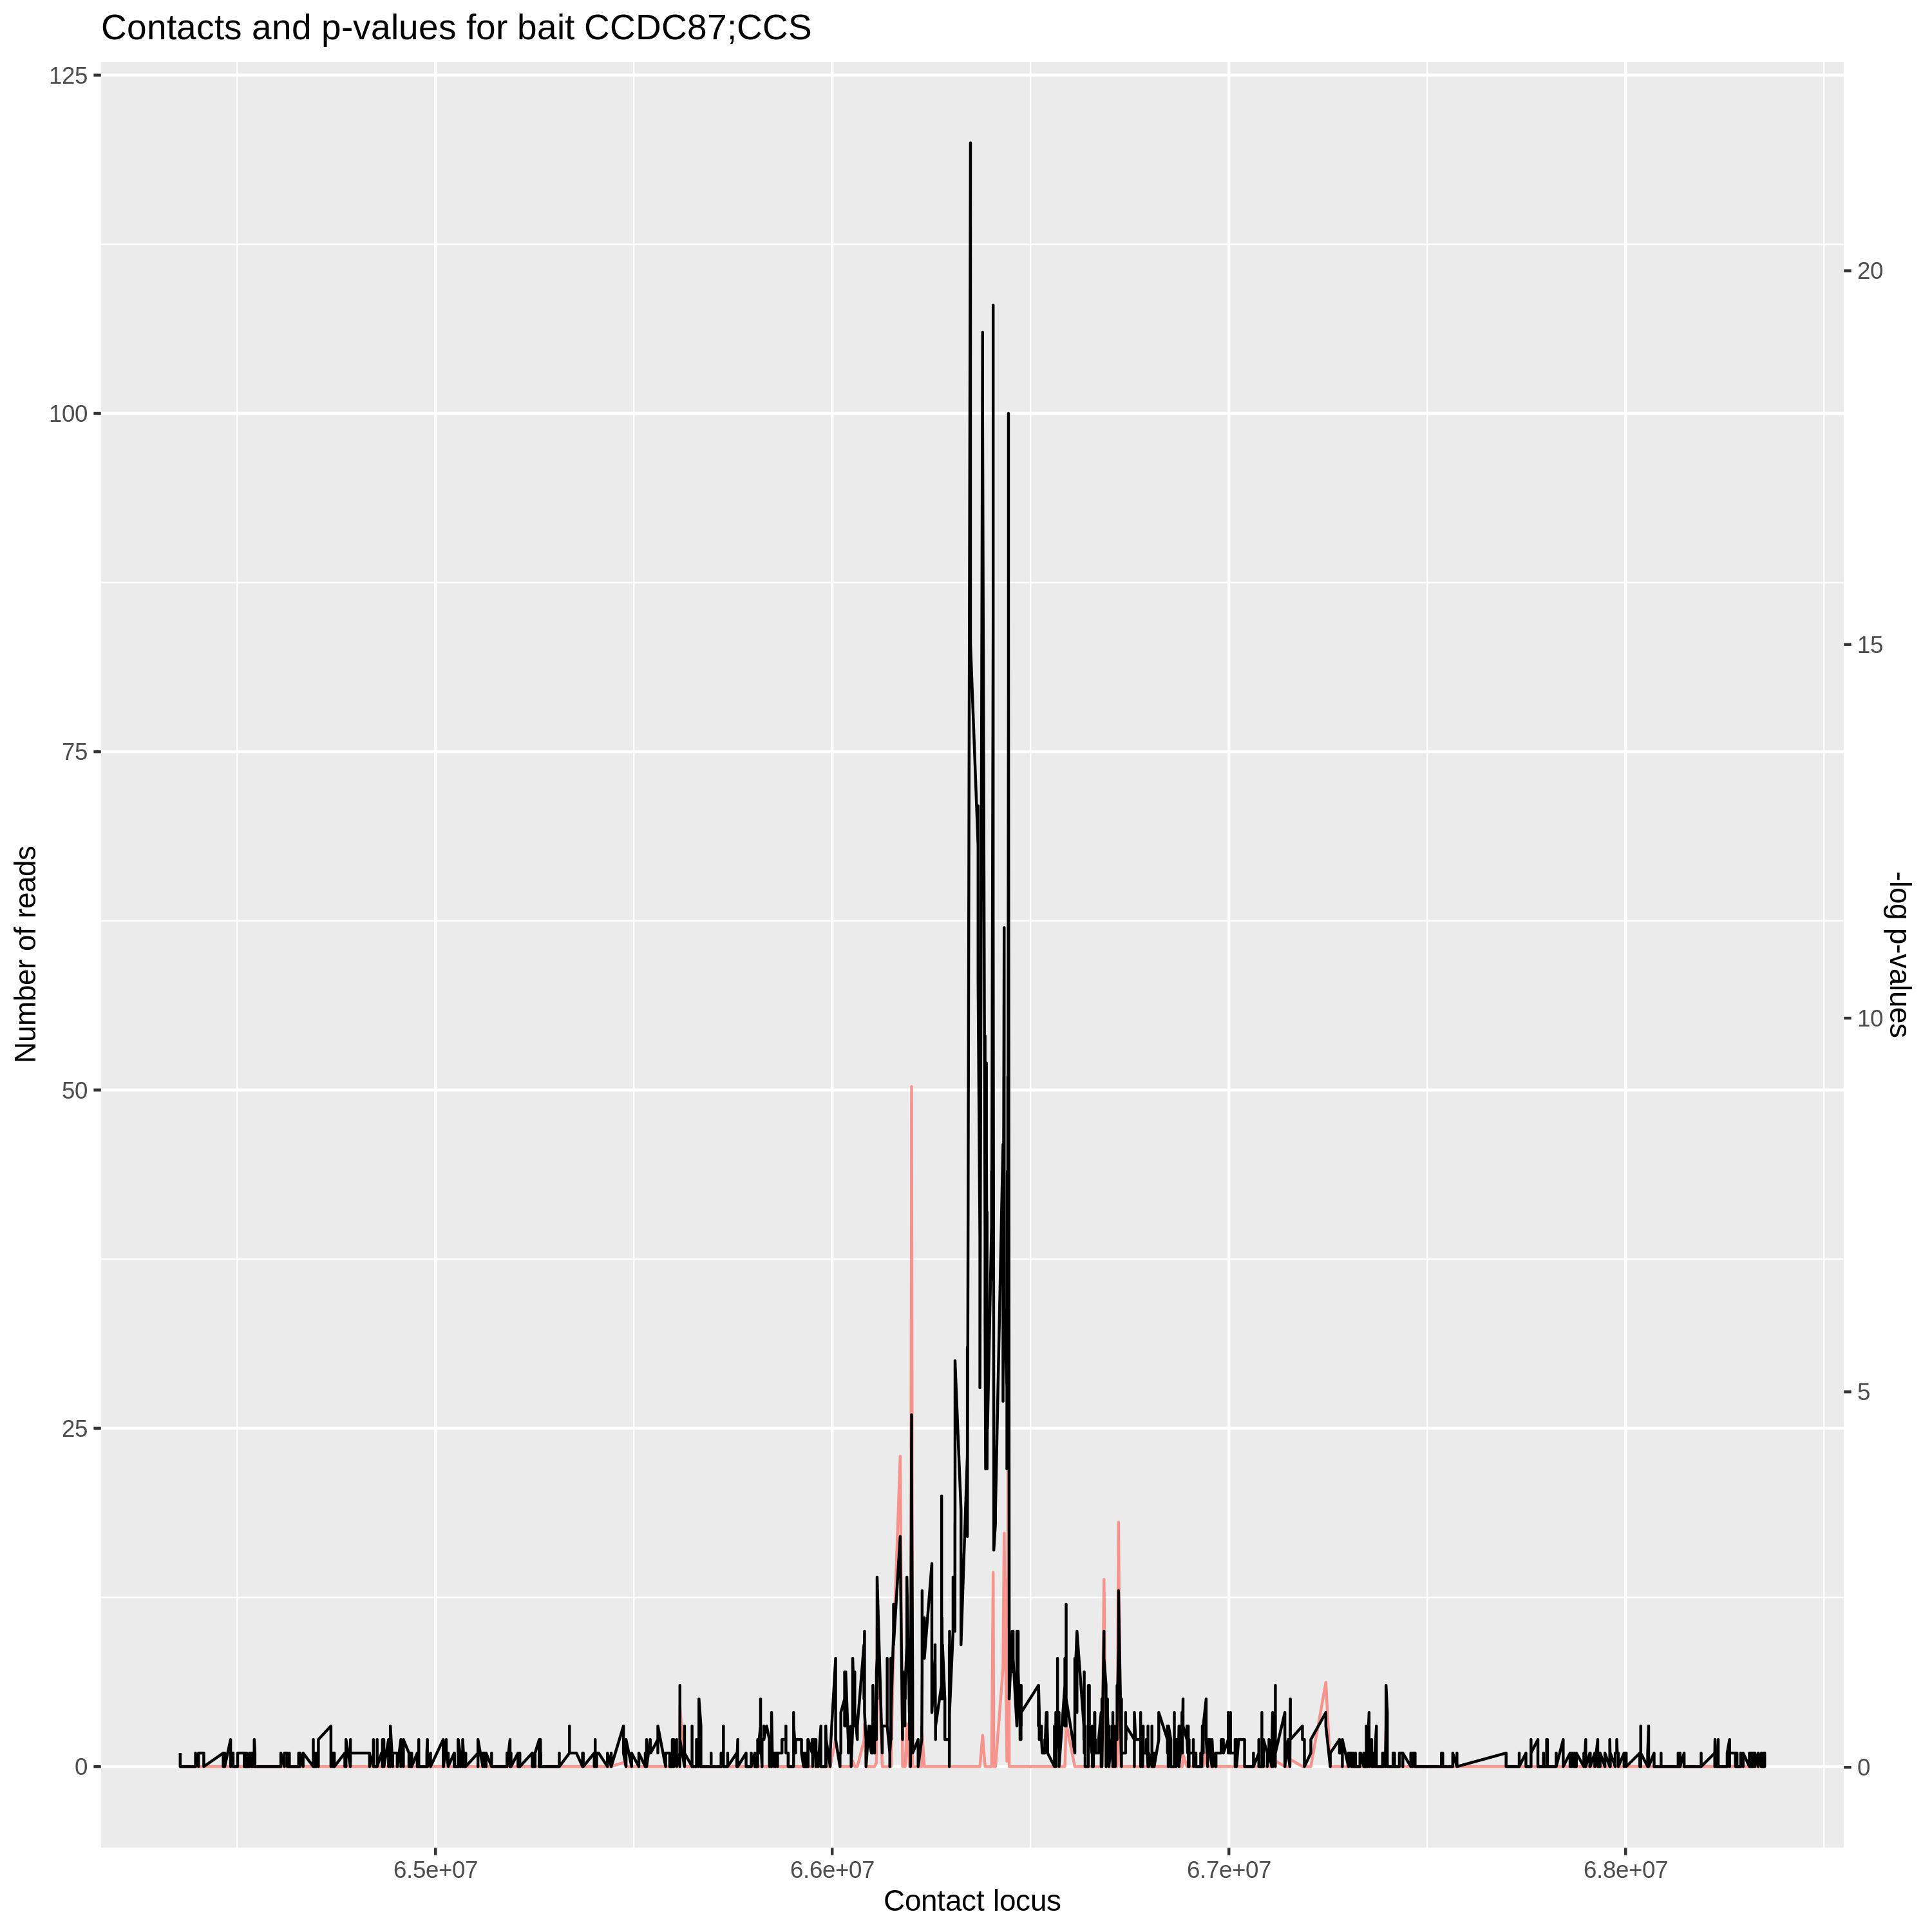 Contacts and p-values for bait CCDC87;CCS
125
100
75
50
25
0
Number of reads
20
15
10
5
0
-log p-values
6.5e+07
6.6e+07
6.7e+07
6.8e+07
Contact locus